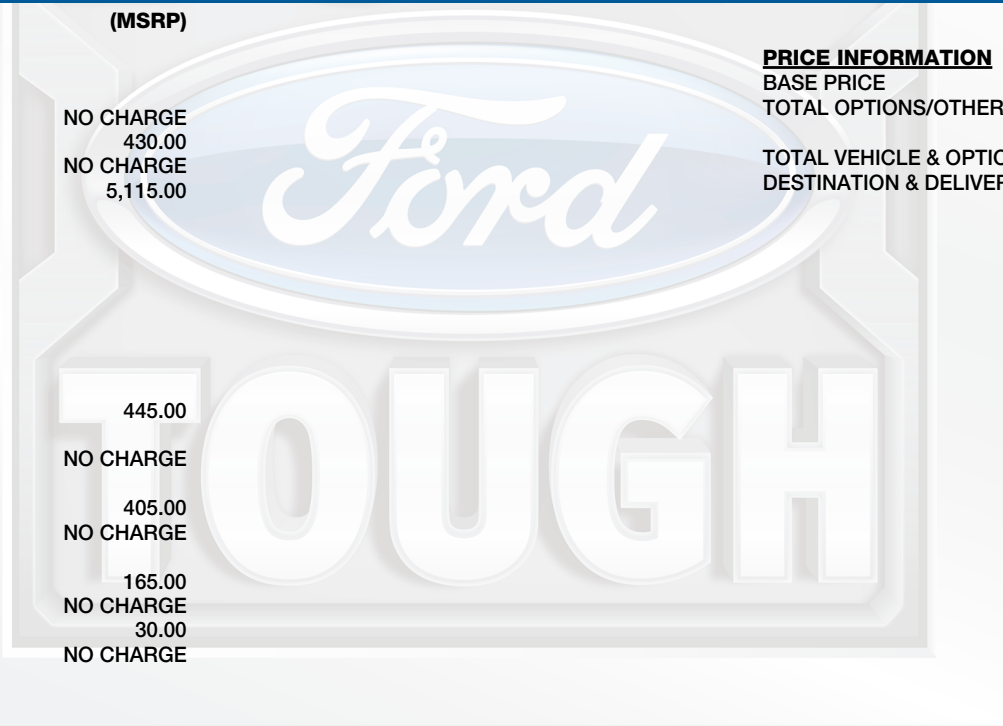 (MSRP)
NO CHARGE
430.00
NO CHARGE
5,115.00
445.00
NO CHARGE
405.00
NO CHARGE
165.00
NO CHARGE
30.00
NO CHARGE
PRICE INFORMATION
BASE PRICE
TOTAL OPTIONS/OTHER
TOTAL VEHICLE & OPTIO
DESTINATION & DELIVER
Ford
TOUGH